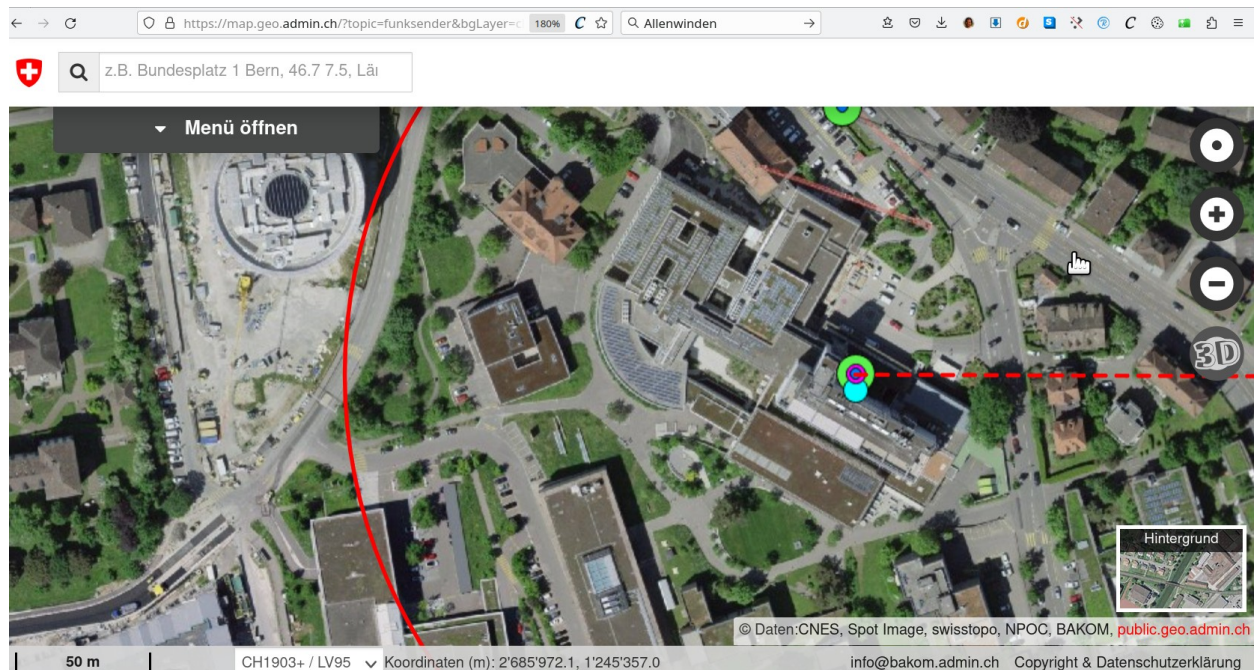 https://map.geo.admin.ch/?topic=funksender&bgLayer=c
180%
Allenwinden
z.B. Bundesplatz 1 Bern, 46.7 7.5, Lä
Menü öffnen
3D
Hintergrund
© Daten:CNES, Spot Image, swisstopo, NPOC, BAKOM, public.geo.admin.ch
50 m
CH1903+ / LV95
Koordinaten (m): 2'685'972.1, 1'245'357.0
info@bakom.admin.ch
Copyright & Datenschutzerklärung